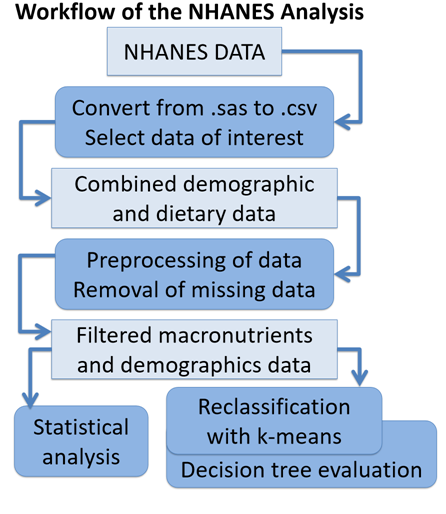 Workflow of the NHANES Analysis
NHANES DATA
Convert from .sas to .csv
Select data of interest
Combined demographic
and dietary data
Preprocessing of data
Removal of missing data
Filtered macronutrients
and demographics data
Statistical
analysis
Reclassification
with k-means
Decision tree evaluation